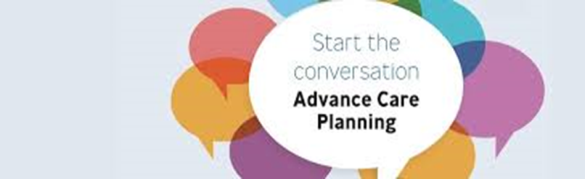 Start the
conversation
Advance Care
Planning